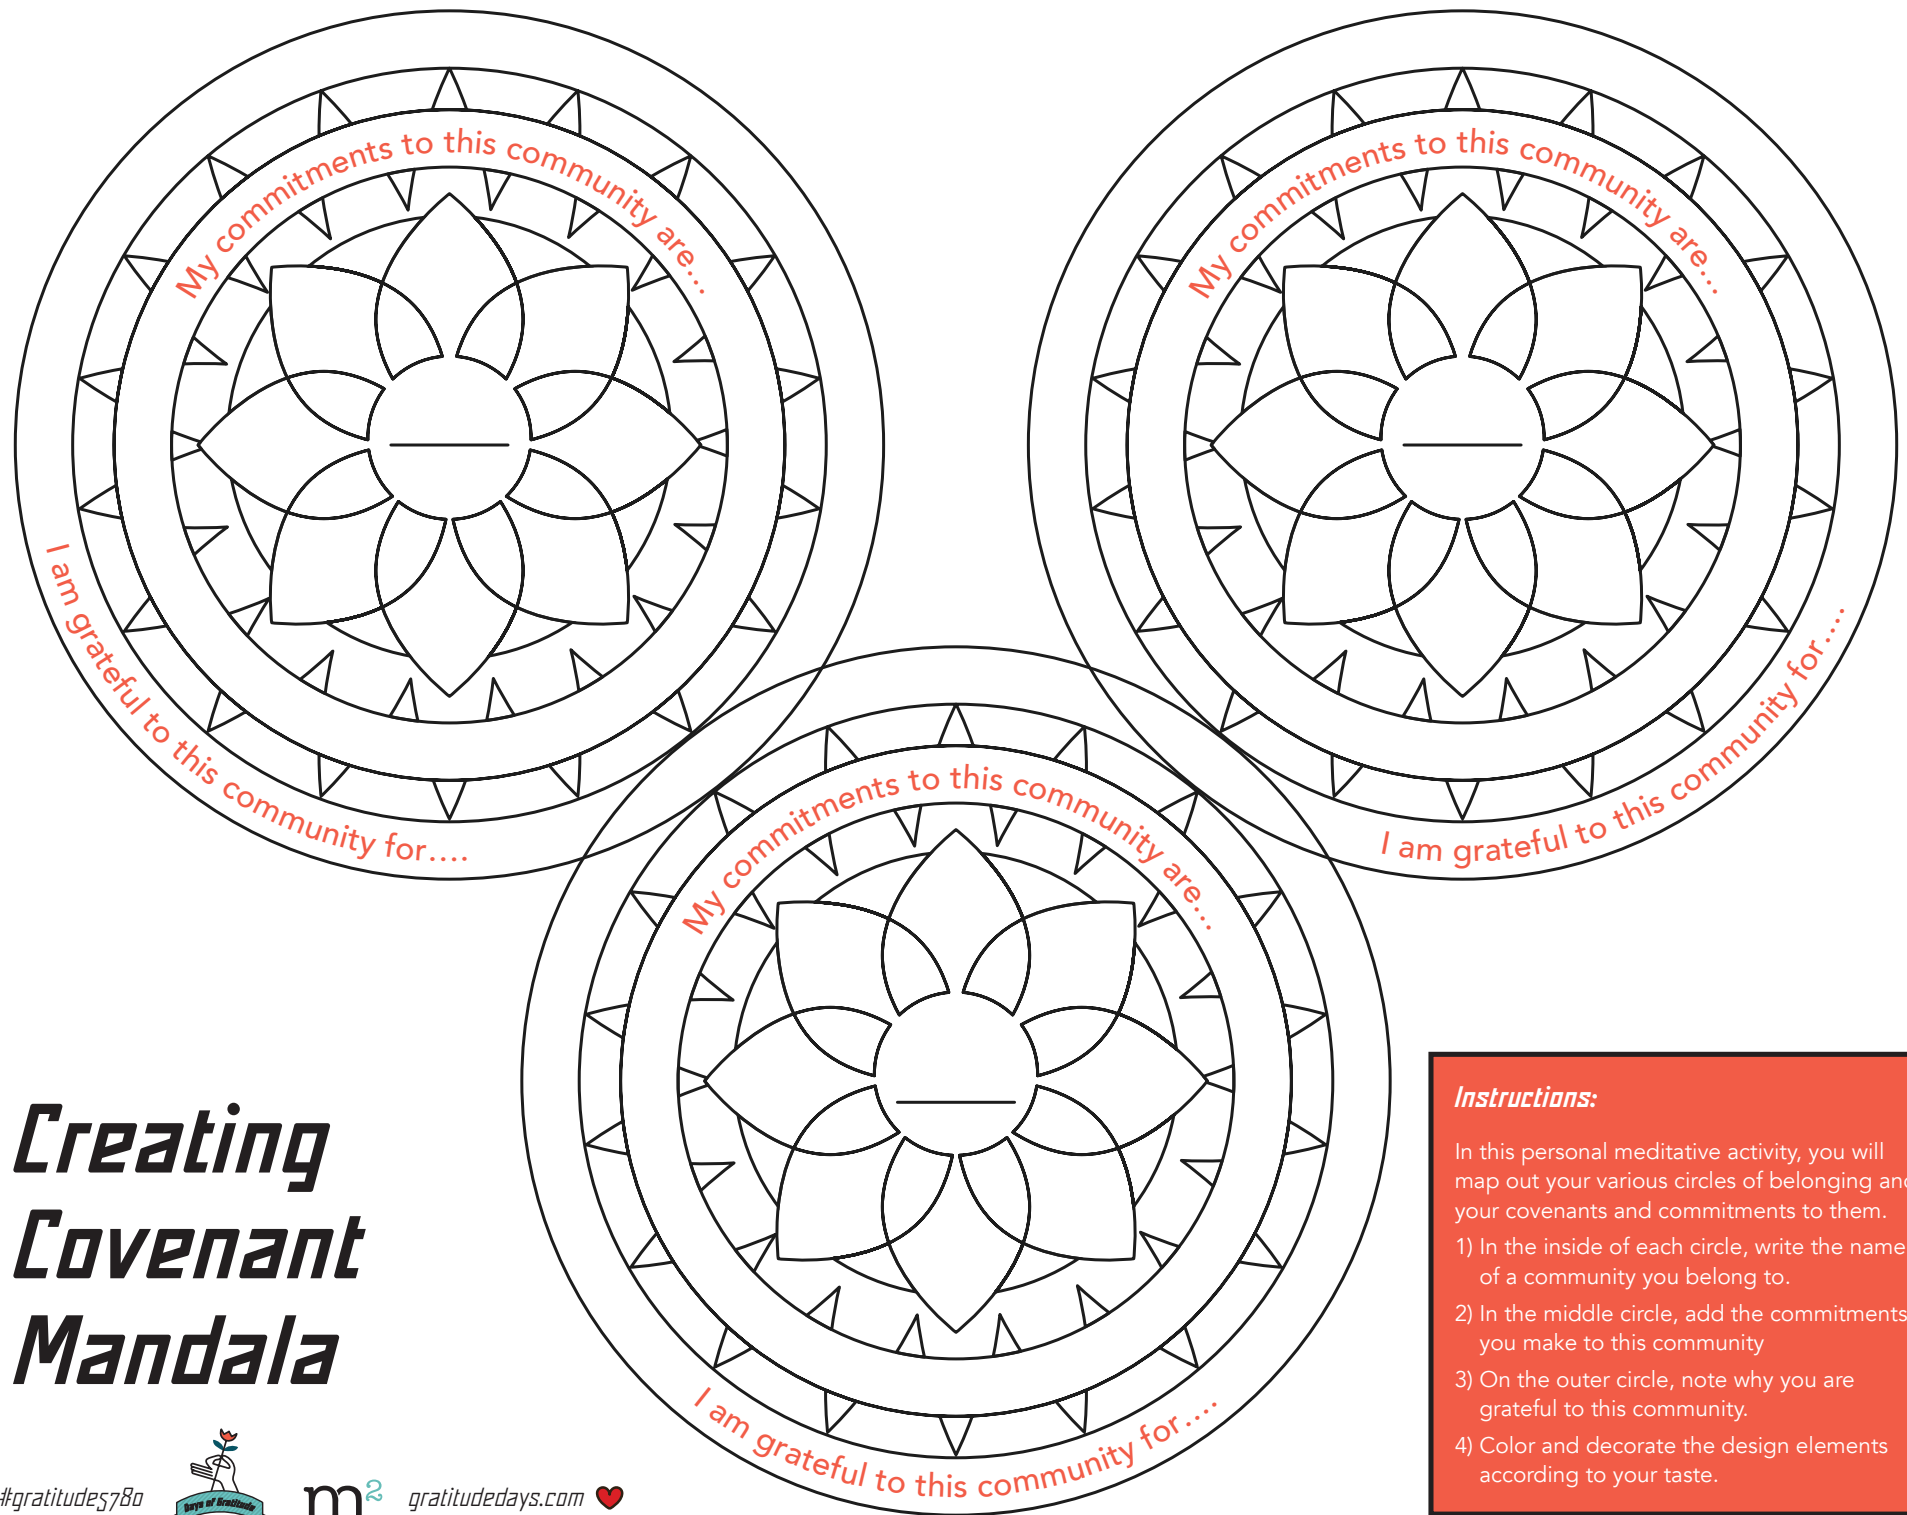 My commitments to this community are...
I am grateful to this community for....
My commitments to this community are...
I am grateful to this community for....
My commitments to this community are...
I am grateful to this community for....
Creating
Covenant
Mandala
#gratitude5780
Days of Gratitude
m2
gratitudedays.com
Instructions:
In this personal meditative activity, you will
map out your various circles of belonging and
your covenants and commitments to them.
1) In the inside of each circle, write the name
of a community you belong to.
2) In the middle circle, add the commitments
you make to this community
3) On the outer circle, note why you are
grateful to this community.
4) Color and decorate the design elements
according to your taste.